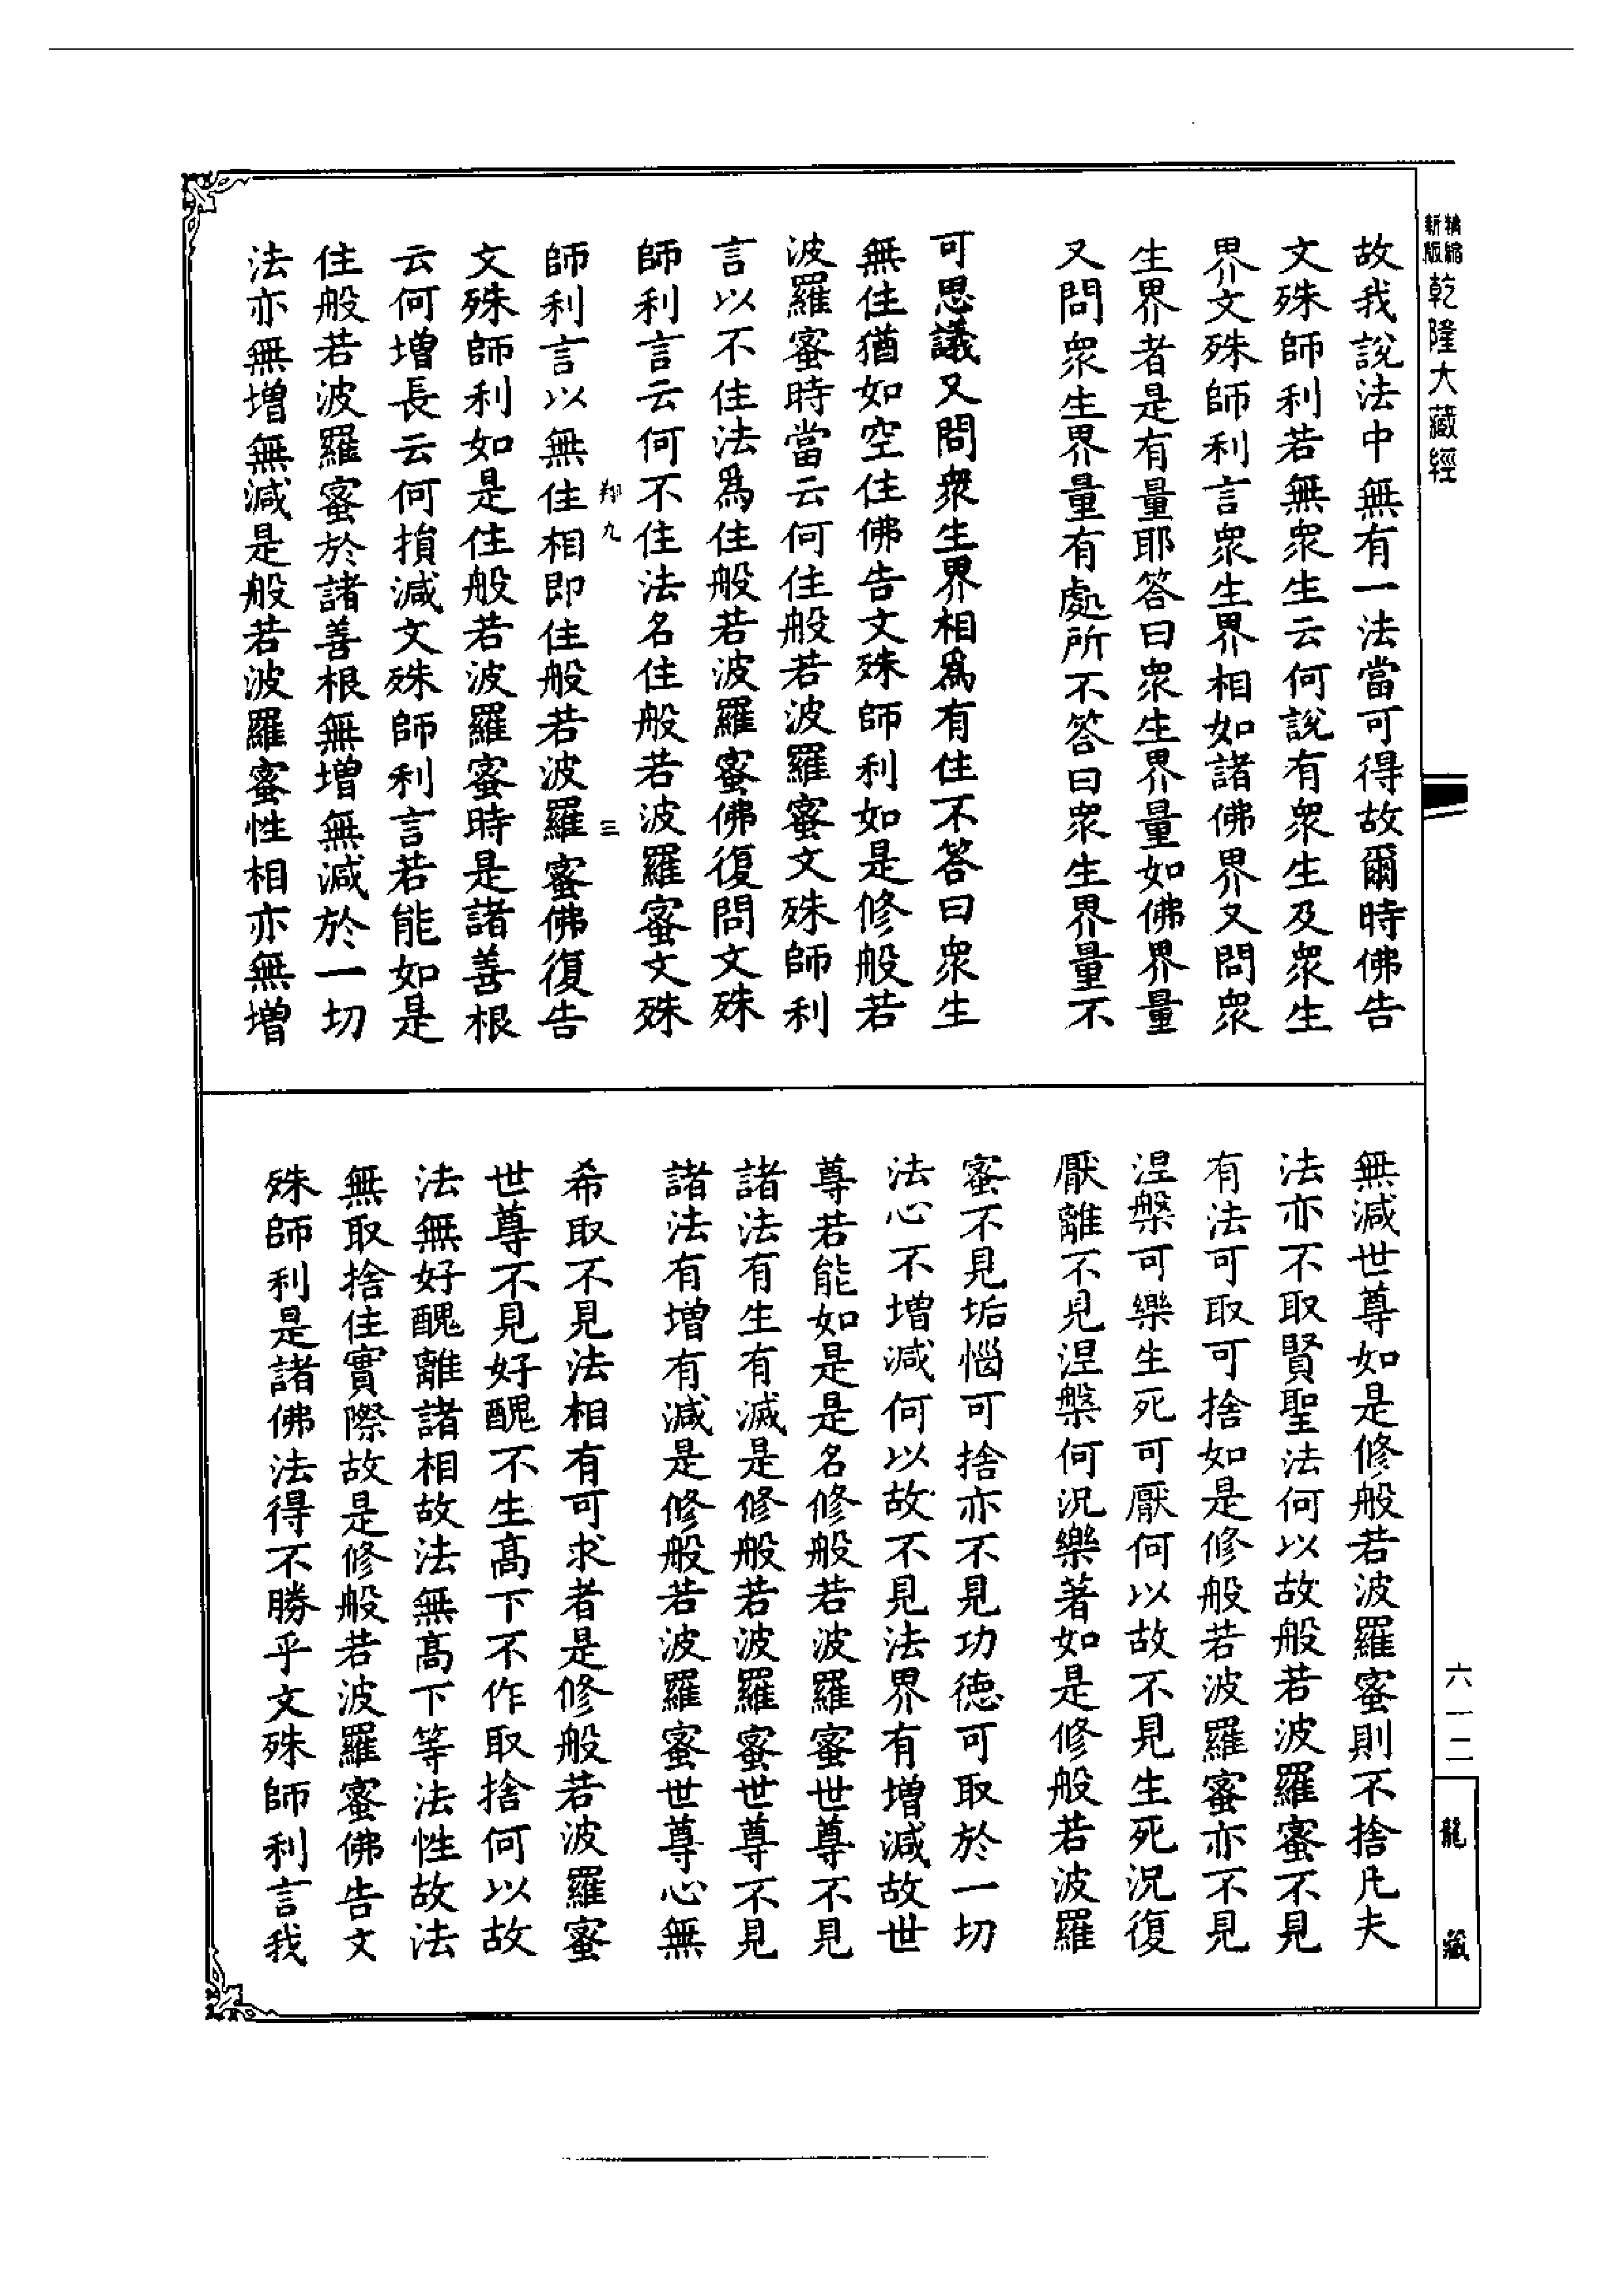 精縮
新版
乾隆大藏經
故我說法中無有一法當可得故爾時佛告
文殊師利若無衆生云何說有衆生及衆生
界文殊師利言衆生界相如諸佛界又問衆
生界者是有量耶答曰衆生界量如佛界量
又問衆生界量有處所不答曰衆生界量不
可思議又問衆生界相爲有住不答曰衆生
無住猶如空住佛告文殊師利如是修般若
波羅蜜時當云何住般若波羅蜜文殊師利
言以不住法爲住般若波羅蜜佛復問文殊
師利言云何不住法名住般若波羅蜜文殊
翔九 三
師利言以無住相即住般若波羅蜜佛復告
文殊師利如是住般若波羅蜜時是諸善根
云何增長云何損減文殊師利言若能如是
住般若波羅蜜於諸善根無增無減於一切
法亦無增無減是般若波羅蜜性相亦無增
無減世尊如是修般若波羅蜜則不捨凡夫
法亦不取賢聖法何以故般若波羅蜜不見
有法可取可捨如是修般若波羅蜜亦不見
涅槃可樂生死可厭何以故不見生死況復
厭離不見涅槃何況樂著如是修般若波羅
蜜不見垢惱可捨亦不見功德可取於一切
法心不增減何以故不見法界有增減故世
尊若能如是是名修般若波羅蜜世尊不見
諸法有生有滅是修般若波羅蜜世尊不見
諸法有增有減是修般若波羅蜜世尊心無
希取不見法相有可求者是修般若波羅蜜
世尊不見好醜不生高下不作取捨何以故
法無好醜離諸相故法無高下等法性故法
無取捨住實際故是修般若波羅蜜佛告文
殊師利是諸佛法得不勝乎文殊師利言我
六一二
龍藏